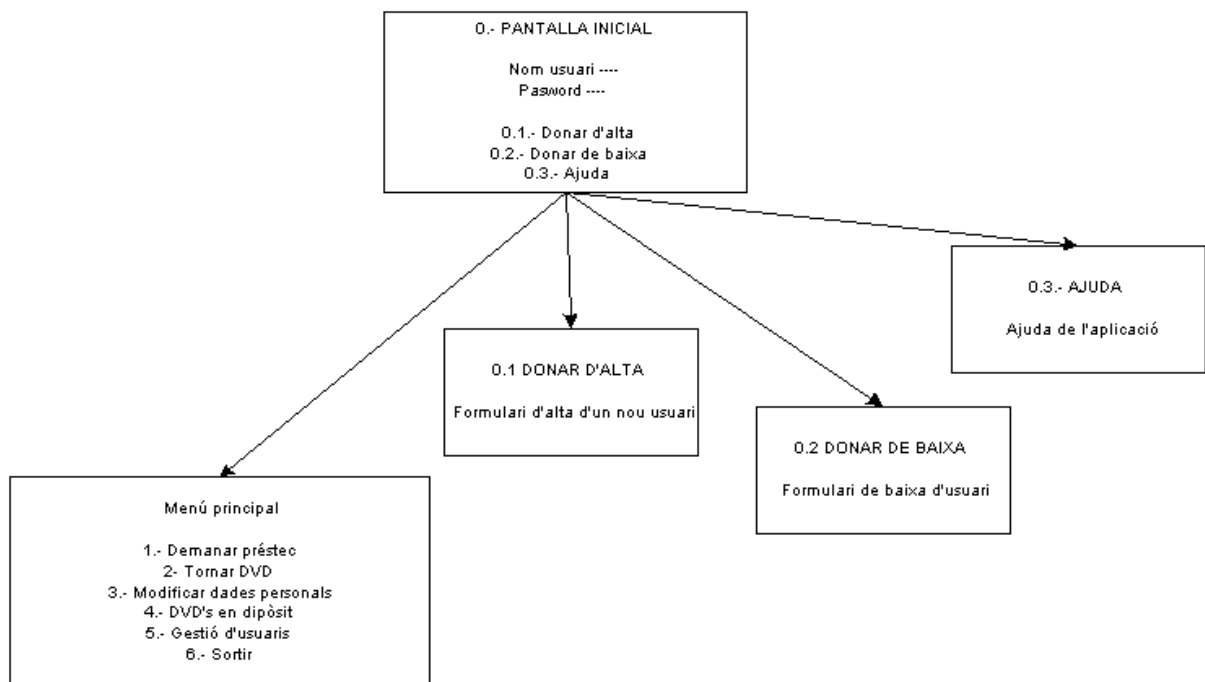 0.- PANTALLA INICIAL
Nom usuari ----
Pasword ----
0.1.- Donar d'alta
0.2.- Donar de baixa
0.3.- Ajuda
0.3.- AJUDA
Ajuda de l'aplicació
0.1 DONAR D'ALTA
Formulari d'alta d'un nou usuari
0.2 DONAR DE BAIXA
Formulari de baixa d'usuari
Menú principal
1.- Demanar préstec
2- Tornar DVD
3.- Modificar dades personals
4.- DVD's en dipòsit
5.- Gestió d'usuaris
6.- Sortir